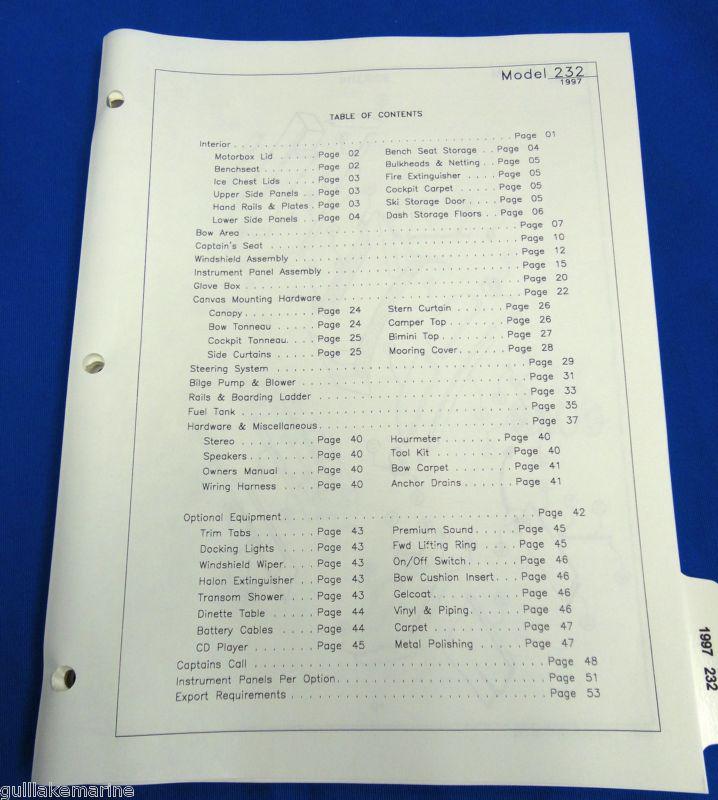 Model 232
1997
TABLE OF CONTENTS
Interior . . . . . . . . . . . . . . . . . . . . . . . . . . . . . . . Page 01
Motorbox Lid . . . . . Page 02 Bench Seat Storage . . Page 04
Benchseat . . . . . . Page 02 Bulkheads & Netting . . Page 05
Ice Chest Lids . . . . Page 03 Fire Extinguisher . . . Page 05
Upper Side Panels . . Page 03 Cockpit Carpet . . . . . Page 05
Hand Rails & Plates . Page 03 Ski Storage Door . . . . Page 05
Lower Side Panels . . Page 04 Dash Storage Floors . . Page 06
Bow Area . . . . . . . . . . . . . . . . . . . . . . . . . . . . . Page 07
Captain's Seat . . . . . . . . . . . . . . . . . . . . . . . . . . Page 10
Windshield Assembly . . . . . . . . . . . . . . . . . . . . . . . Page 12
Instrument Panel Assembly . . . . . . . . . . . . . . . . . . . . Page 15
Glove Box . . . . . . . . . . . . . . . . . . . . . . . . . . . . Page 20
Canvas Mounting Hardware . . . . . . . . . . . . . . . . . . . . Page 22
Canopy . . . . . . . . Page 24 Stern Curtain . . . . . Page 26
Bow Tonneau . . . . . Page 24 Camper Top . . . . . . . Page 26
Cockpit Tonneau. . . . Page 25 Bimini Top . . . . . . . Page 27
Side Curtains . . . . Page 25 Mooring Cover. . . . . . Page 28
Steering System . . . . . . . . . . . . . . . . . . . . . . . . . Page 29
Bilge Pump & Blower . . . . . . . . . . . . . . . . . . . . . . . Page 31
Rails & Boarding Ladder . . . . . . . . . . . . . . . . . . . . . Page 33
Fuel Tank . . . . . . . . . . . . . . . . . . . . . . . . . . . . Page 35
Hardware & Miscellaneous . . . . . . . . . . . . . . . . . . . . Page 37
Stereo . . . . . . . . Page 40 Hourmeter . . . . . . . Page 40
Speakers . . . . . . . Page 40 Tool Kit . . . . . . . . Page 40
Owners Manual . . . . Page 40 Bow Carpet . . . . . . . Page 41
Wiring Harness . . . . Page 40 Anchor Drains . . . . . Page 41
Optional Equipment . . . . . . . . . . . . . . . . . . . . . . . Page 42
Trim Tabs . . . . . . Page 43 Premium Sound . . . . . Page 45
Docking Lights . . . . Page 43 Fwd Lifting Ring . . . . Page 45
Windshield Wiper. . . . Page 43 On/Off Switch. . . . . . Page 46
Halon Extinguisher . . Page 43 Bow Cushion Insert. . . Page 46
Transom Shower . . . . Page 43 Gelcoat . . . . . . . . Page 46
Dinette Table . . . . . Page 44 Vinyl & Piping. . . . . Page 46
Battery Cables . . . . Page 44 Carpet . . . . . . . . . Page 47
CD Player . . . . . . . Page 45 Metal Polishing . . . . Page 47
Captains Call . . . . . . . . . . . . . . . . . . . . . . . . . . Page 48
Instrument Panels Per Option . . . . . . . . . . . . . . . . . . Page 51
Export Requirements . . . . . . . . . . . . . . . . . . . . . . . Page 53
1997 232
gulllakemarine